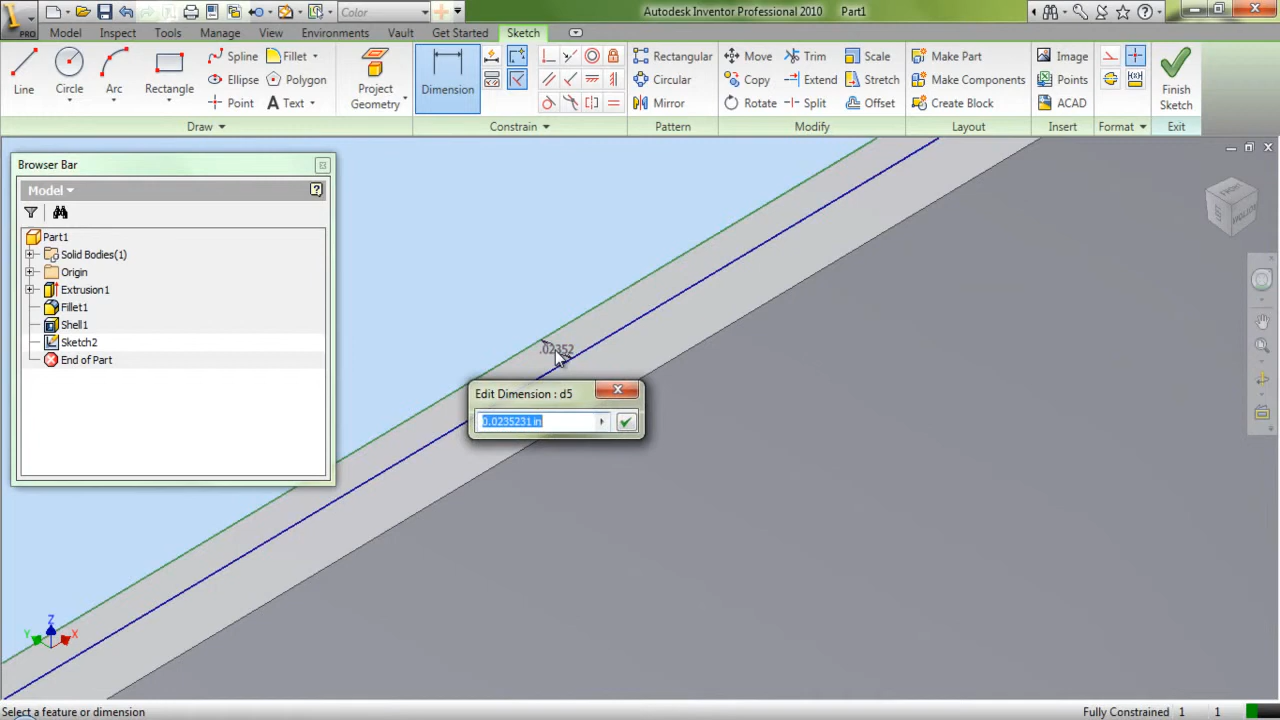 PRO
Color
Autodesk Inventor Professional 2010 Part1
Model Inspect Tools Manage View Environments Vault Get Started Sketch
Line
Circle
Arc
Rectangle
Spline
Ellipse
Point
Fillet
Polygon
Text
Draw
Project
Geometry
Dimension
Constrain
Rectangular
Circular
Mirror
Pattern
Move
Copy
Rotate
Trim
Extend
Split
Scale
Stretch
Offset
Modify
Make Part
Make Components
Create Block
Layout
Image
Points
ACAD
Insert
Format
Finish
Sketch
Exit
Browser Bar
Model
Part1
Solid Bodies(1)
Origin
Extrusion1
Fillet1
Shell1
Sketch2
End of Part
FRONT
.02352
Edit Dimension : d5
0.0235231 in
Z
Y
X
Select a feature or dimension
Fully Constrained 1 1